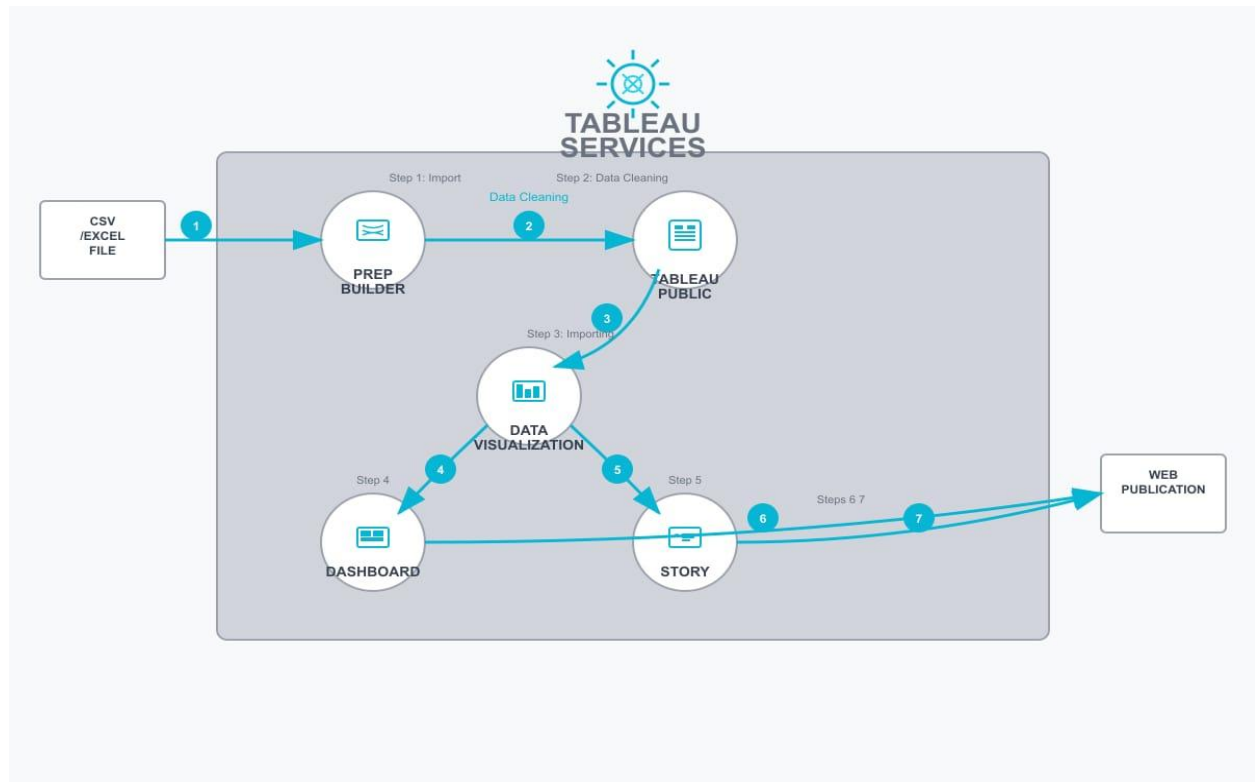 TABLEAU
SERVICES
Step 1: Import
Step 2: Data Cleaning
Data Cleaning
CSV
/EXCEL
FILE
1
2
PREP
BUILDER
TABLEAU
PUBLIC
3
Step 3: Importing
DATA
VISUALIZATION
4
5
Step 4
Step 5
WEB
PUBLICATION
6
Steps 6 7
7
DASHBOARD
STORY